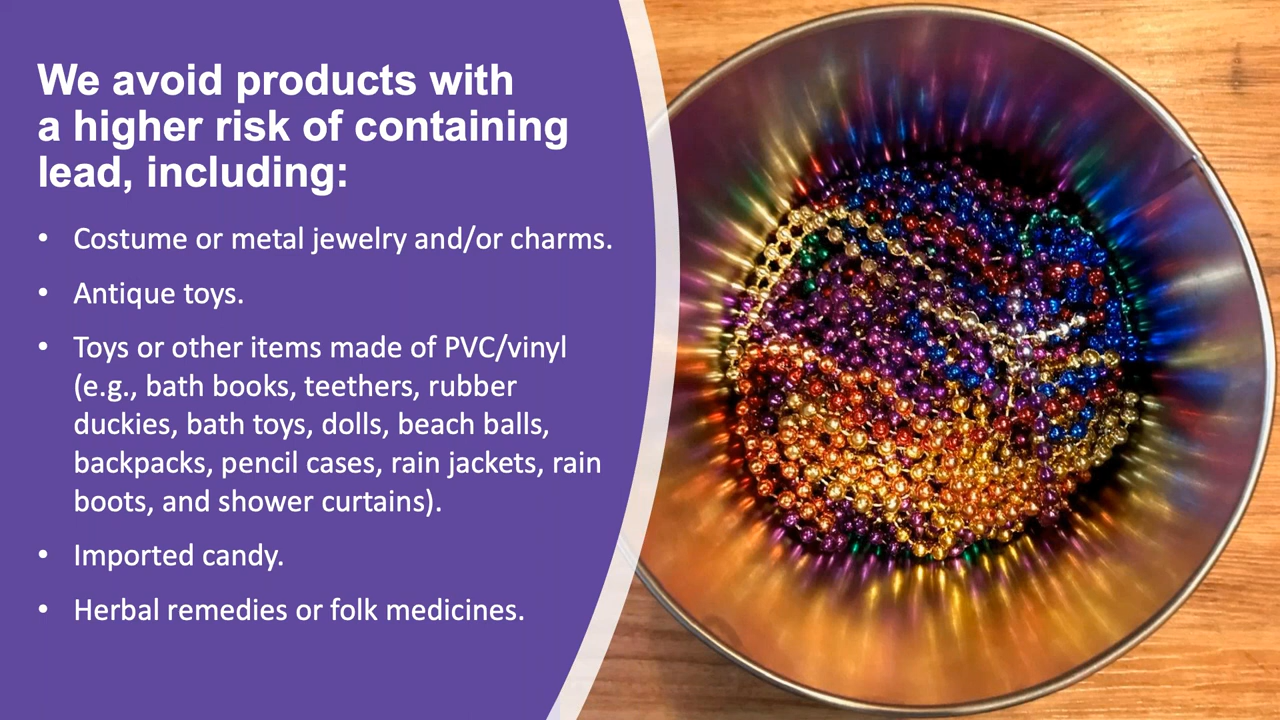 We avoid products with
a higher risk of containing
lead, including:
• Costume or metal jewelry and/or charms.
• Antique toys.
• Toys or other items made of PVC/vinyl
(e.g., bath books, teethers, rubber
duckies, bath toys, dolls, beach balls,
backpacks, pencil cases, rain jackets, rain
boots, and shower curtains).
• Imported candy.
• Herbal remedies or folk medicines.